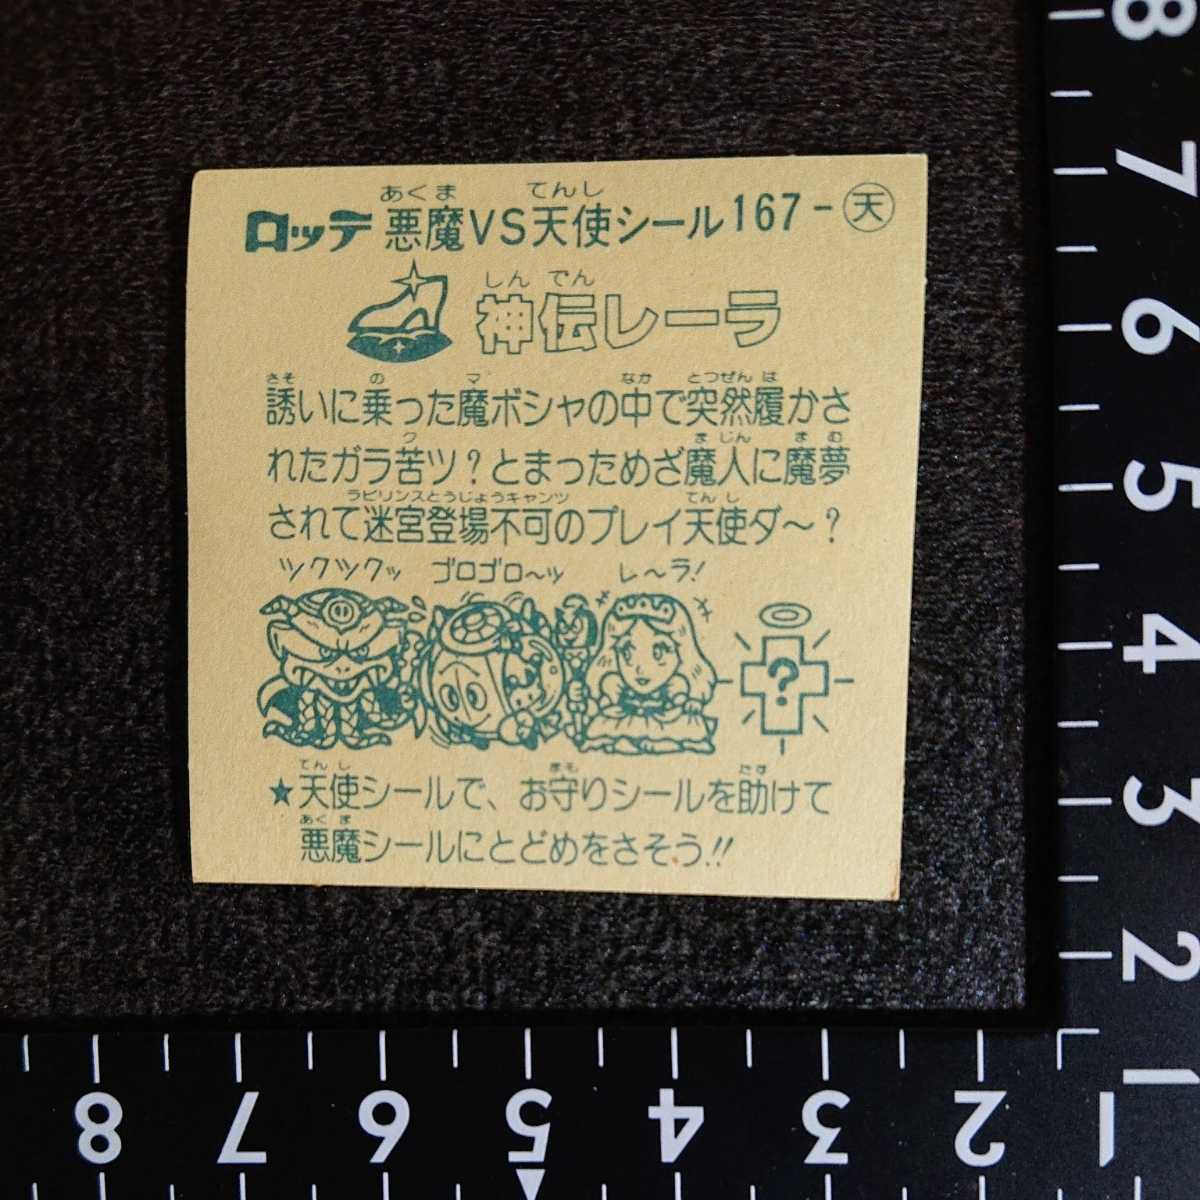 あくま てんし
ロッテ 悪魔VS天使シール167-天
しんでん
神伝レーラ
さそ の マ なか とつぜん は
誘いに乗った魔ボシャの中で突然履かさ
ク まじん まむ
れたガラ苦ツ?とまっためざ魔人に魔夢
ラビリンスとうじょうキャンツ てんし
されて迷宮登場不可のプレイ天使ダ〜?
ツクツクッ ゴロゴロ〜ッ レ〜ラ!
?
てんし まも たす
★天使シールで、お守りシールを助けて
あくま
悪魔シールにとどめをさそう!!
8
7
6
5
4
3
2
1
8 7 6 5 4 3 2 1